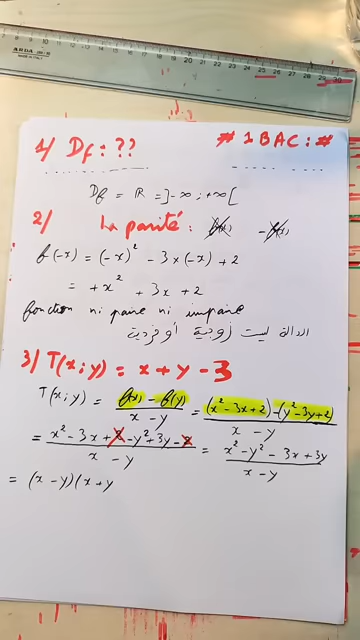 1/ Df : ??
# 1 BAC : #
Df = ℝ = ]-∞ ; +∞[
2/ La parité : f(x) -f(x)
f(-x) = (-x)² - 3×(-x) + 2
= +x² + 3x + 2
fonction ni paire ni impaire
الدالة ليست زوجية أو فردية
3) T(x;y) = x + y - 3
T(x;y) = (f(x) - f(y))/(x - y) = ((x² - 3x + 2) - (y² - 3y + 2))/(x - y)
= (x² - 3x + 2 - y² + 3y - 2)/(x - y) = (x² - y² - 3x + 3y)/(x - y)
= (x - y)(x + y